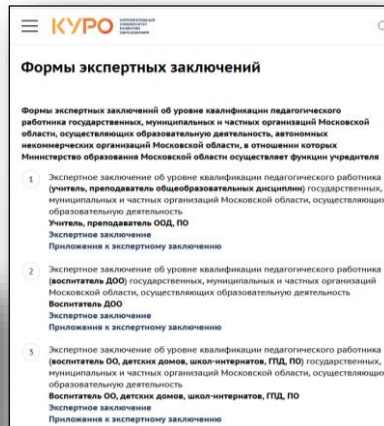 КУРО КОРПОРАТИВНЫЙ
УНИВЕРСИТЕТ
РАЗВИТИЯ
ОБРАЗОВАНИЯ
Формы экспертных заключений
Формы экспертных заключений об уровне квалификации педагогического
работника государственных, муниципальных и частных организаций Московской
области, осуществляющих образовательную деятельность, автономных
некоммерческих организаций Московской области, в отношении которых
Министерство образования Московской области осуществляет функции учредителя
1 Экспертное заключение об уровне квалификации педагогического работника
(учитель, преподаватель общеобразовательных дисциплин) государственных,
муниципальных и частных организаций Московской области, осуществляющих
образовательную деятельность
Учитель, преподаватель ООД, ПО
Экспертное заключение
Приложения к экспертному заключению
2 Экспертное заключение об уровне квалификации педагогического работника
(воспитатель ДОО) государственных, муниципальных и частных организаций
Московской области, осуществляющих образовательную деятельность
Воспитатель ДОО
Экспертное заключение
Приложения к экспертному заключению
3 Экспертное заключение об уровне квалификации педагогического работника
(воспитатель ОО, детских домов, школ-интернатов, ГПД, ПО) государственных,
муниципальных и частных организаций Московской области, осуществляющих
образовательную деятельность
Воспитатель ОО, детских домов, школ-интернатов, ГПД, ПО
Экспертное заключение
Приложения к экспертному заключению